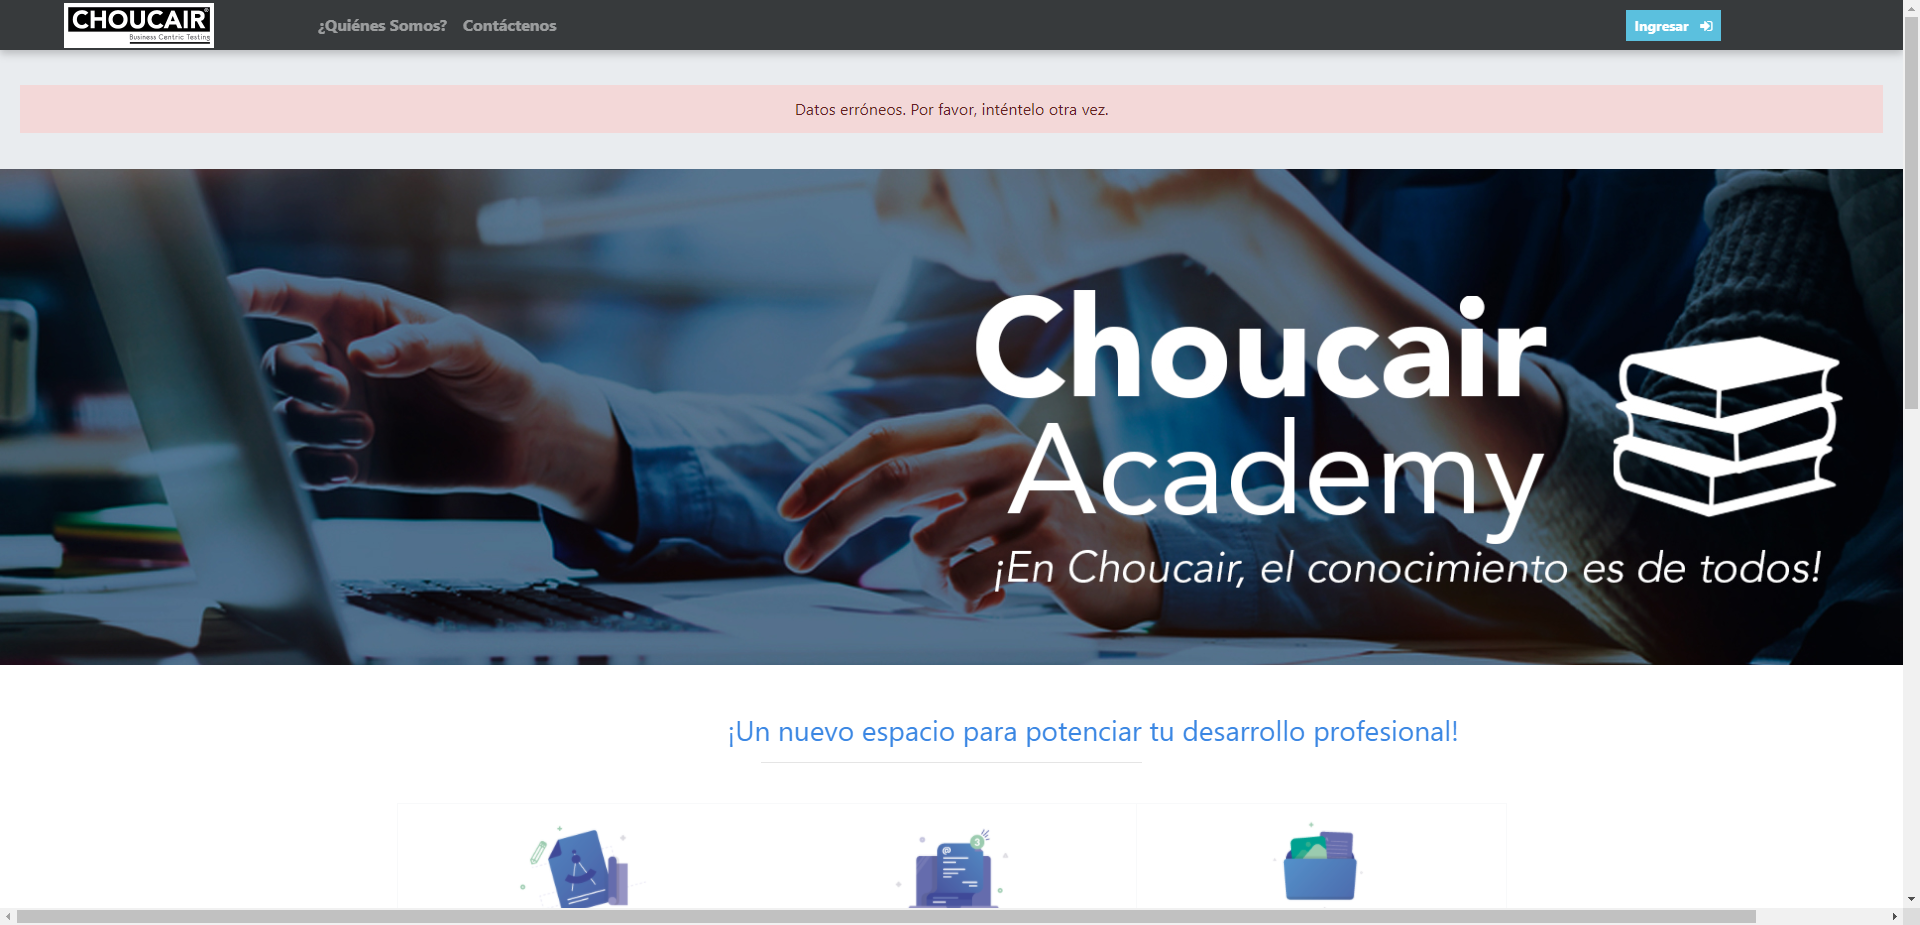 CHOUCAIR
Business Centric Testing
¿Quiénes Somos?
Contáctenos
Ingresar
Datos erróneos. Por favor, inténtelo otra vez.
Choucair
Academy
¡En Choucair, el conocimiento es de todos!
¡Un nuevo espacio para potenciar tu desarrollo profesional!
@
3